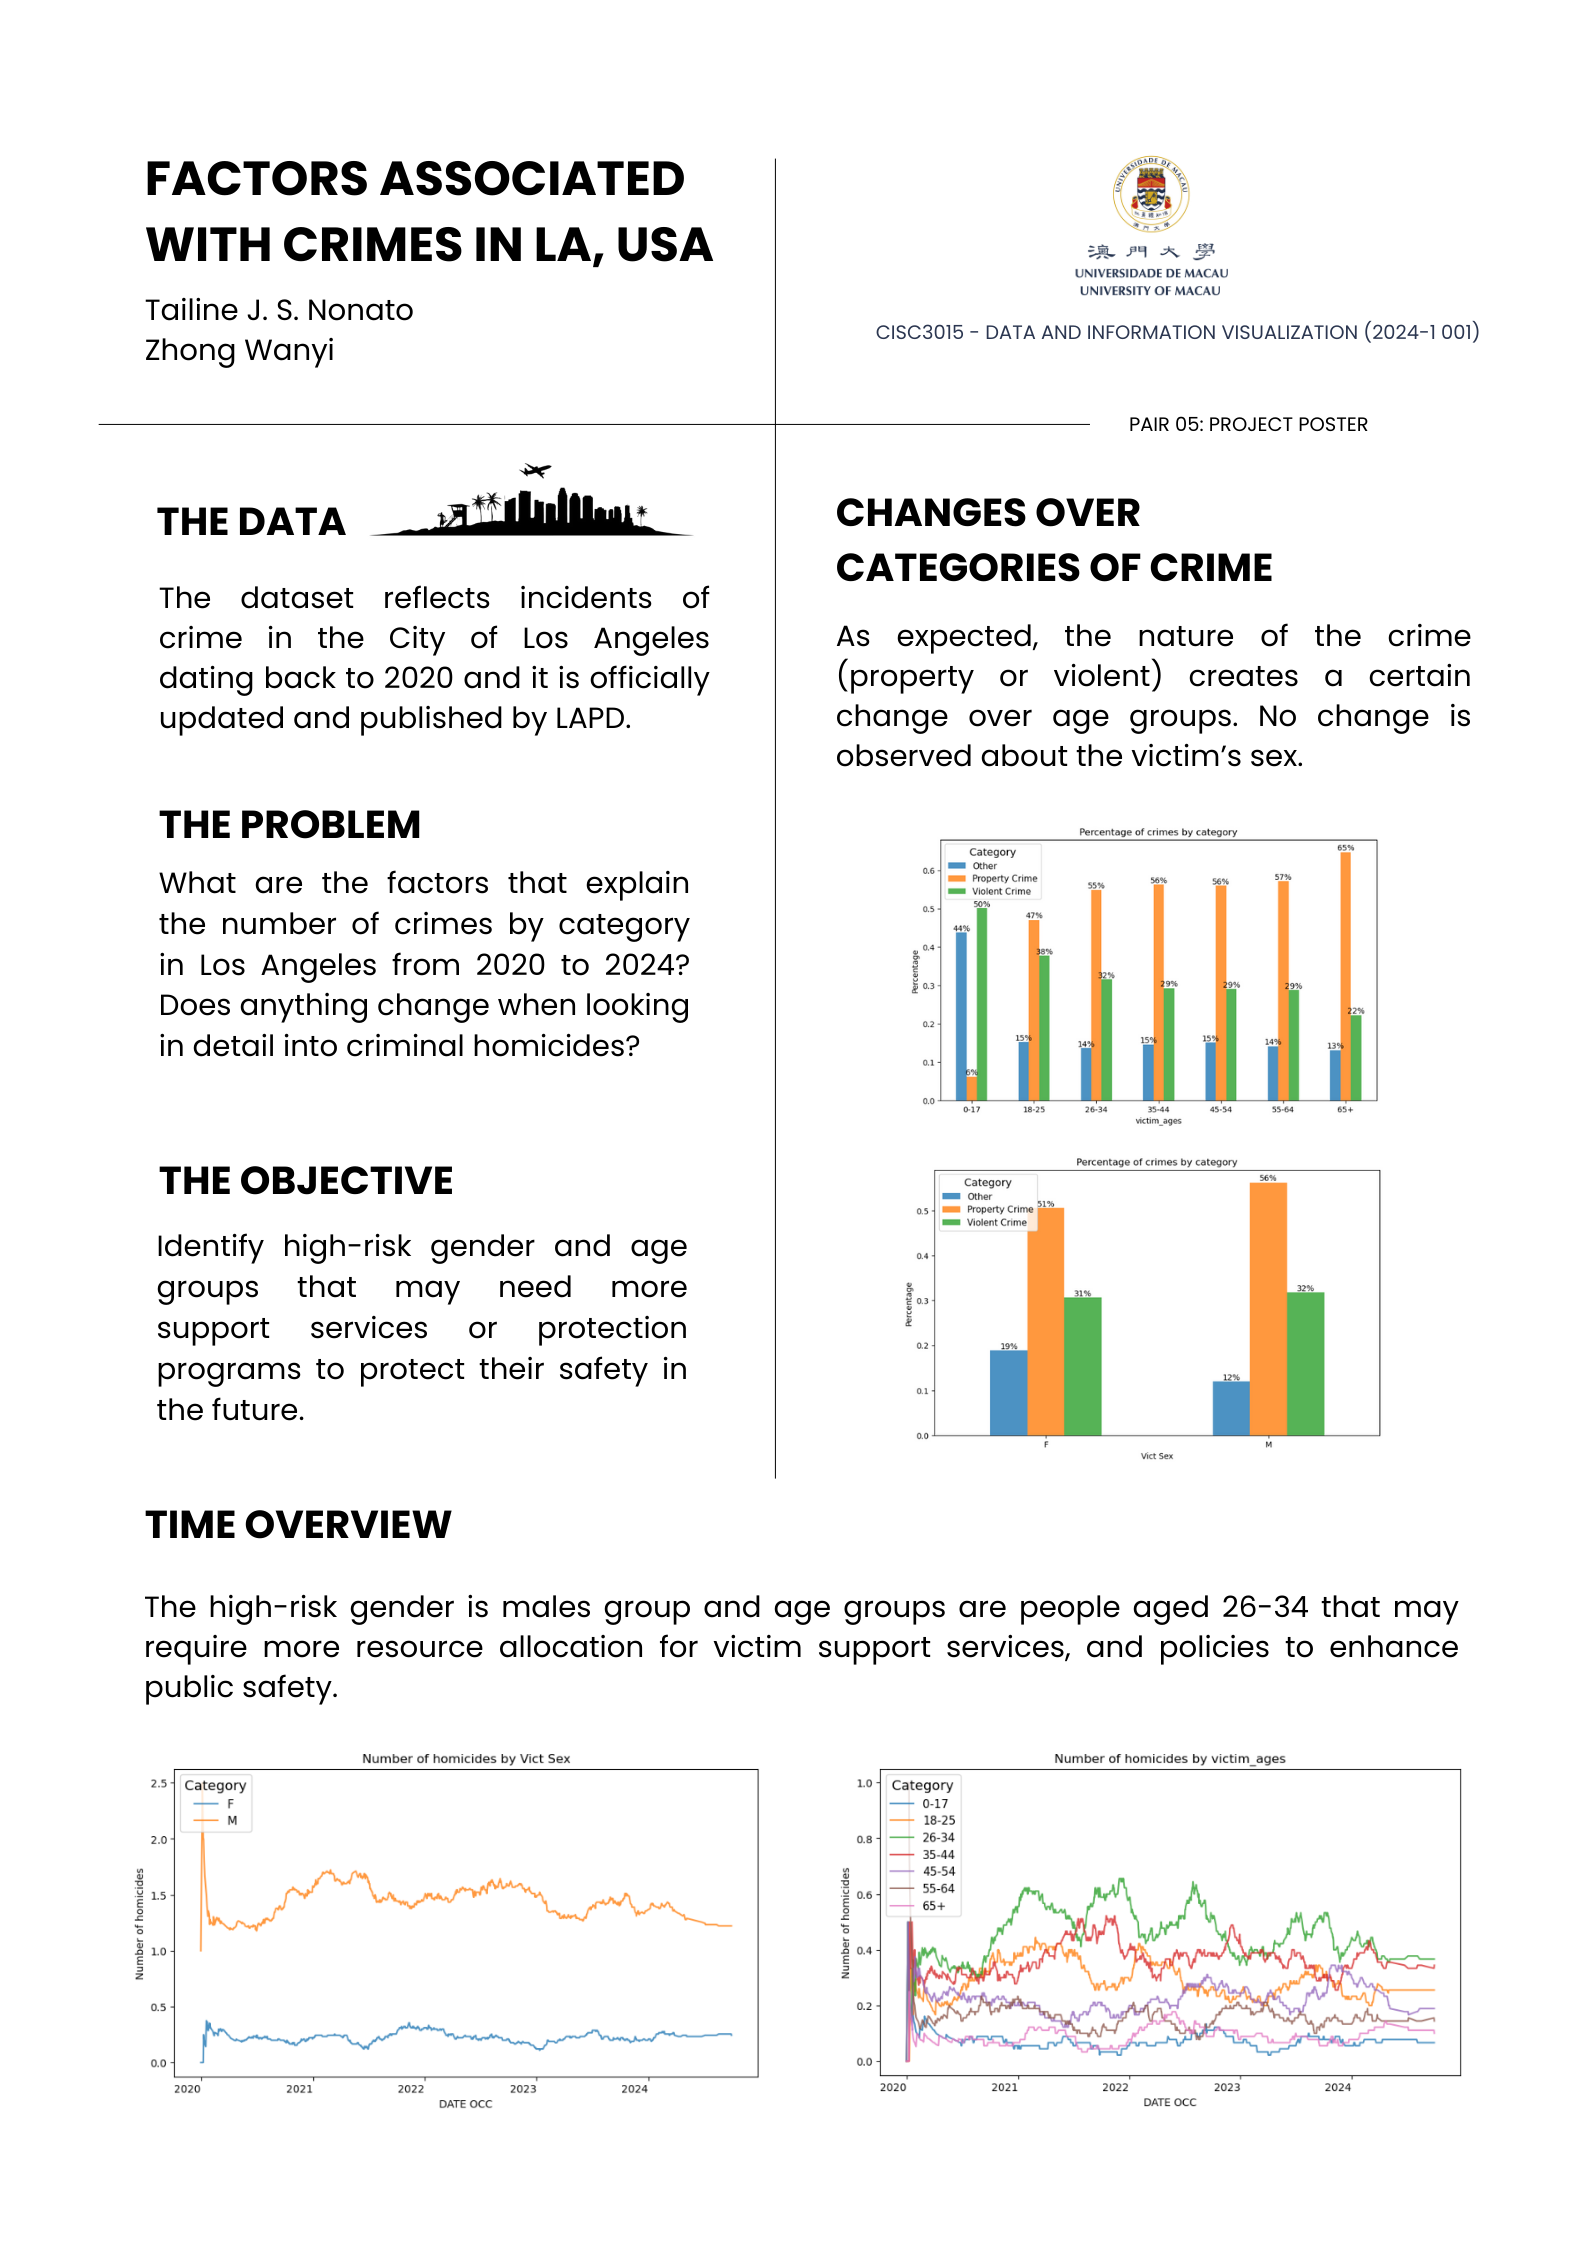 FACTORS ASSOCIATED
WITH CRIMES IN LA, USA
Tailine J. S. Nonato
Zhong Wanyi
UNIVERSIDADE DE MACAU
澳門大學
澳門大學
UNIVERSIDADE DE MACAU
UNIVERSITY OF MACAU
CISC3015 - DATA AND INFORMATION VISUALIZATION (2024-1 001)
PAIR 05: PROJECT POSTER
THE DATA
The dataset reflects incidents of
crime in the City of Los Angeles
dating back to 2020 and it is officially
updated and published by LAPD.
THE PROBLEM
What are the factors that explain
the number of crimes by category
in Los Angeles from 2020 to 2024?
Does anything change when looking
in detail into criminal homicides?
THE OBJECTIVE
Identify high-risk gender and age
groups that may need more
support services or protection
programs to protect their safety in
the future.
CHANGES OVER
CATEGORIES OF CRIME
As expected, the nature of the crime
(property or violent) creates a certain
change over age groups. No change is
observed about the victim's sex.
Percentage of crimes by category
Category
Other
Property Crime
Violent Crime
Percentage
0.6
0.5
0.4
0.3
0.2
0.1
0.0
44% 6% 50%
15% 47% 38%
14% 55% 32%
15% 56% 29%
15% 56% 29%
14% 57% 29%
13% 65% 22%
0-17 18-25 26-34 35-44 45-54 55-64 65+
victim_ages
Percentage of crimes by category
Category
Other
Property Crime
Violent Crime
Percentage
0.5
0.4
0.3
0.2
0.1
0.0
19% 51% 31%
12% 56% 32%
F M
Vict Sex
TIME OVERVIEW
The high-risk gender is males group and age groups are people aged 26-34 that may
require more resource allocation for victim support services, and policies to enhance
public safety.
Number of homicides by Vict Sex
Category
F
M
Number of homicides
2.5
2.0
1.5
1.0
0.5
0.0
2020 2021 2022 2023 2024
DATE OCC
Number of homicides by victim_ages
Category
0-17
18-25
26-34
35-44
45-54
55-64
65+
Number of homicides
1.0
0.8
0.6
0.4
0.2
0.0
2020 2021 2022 2023 2024
DATE OCC